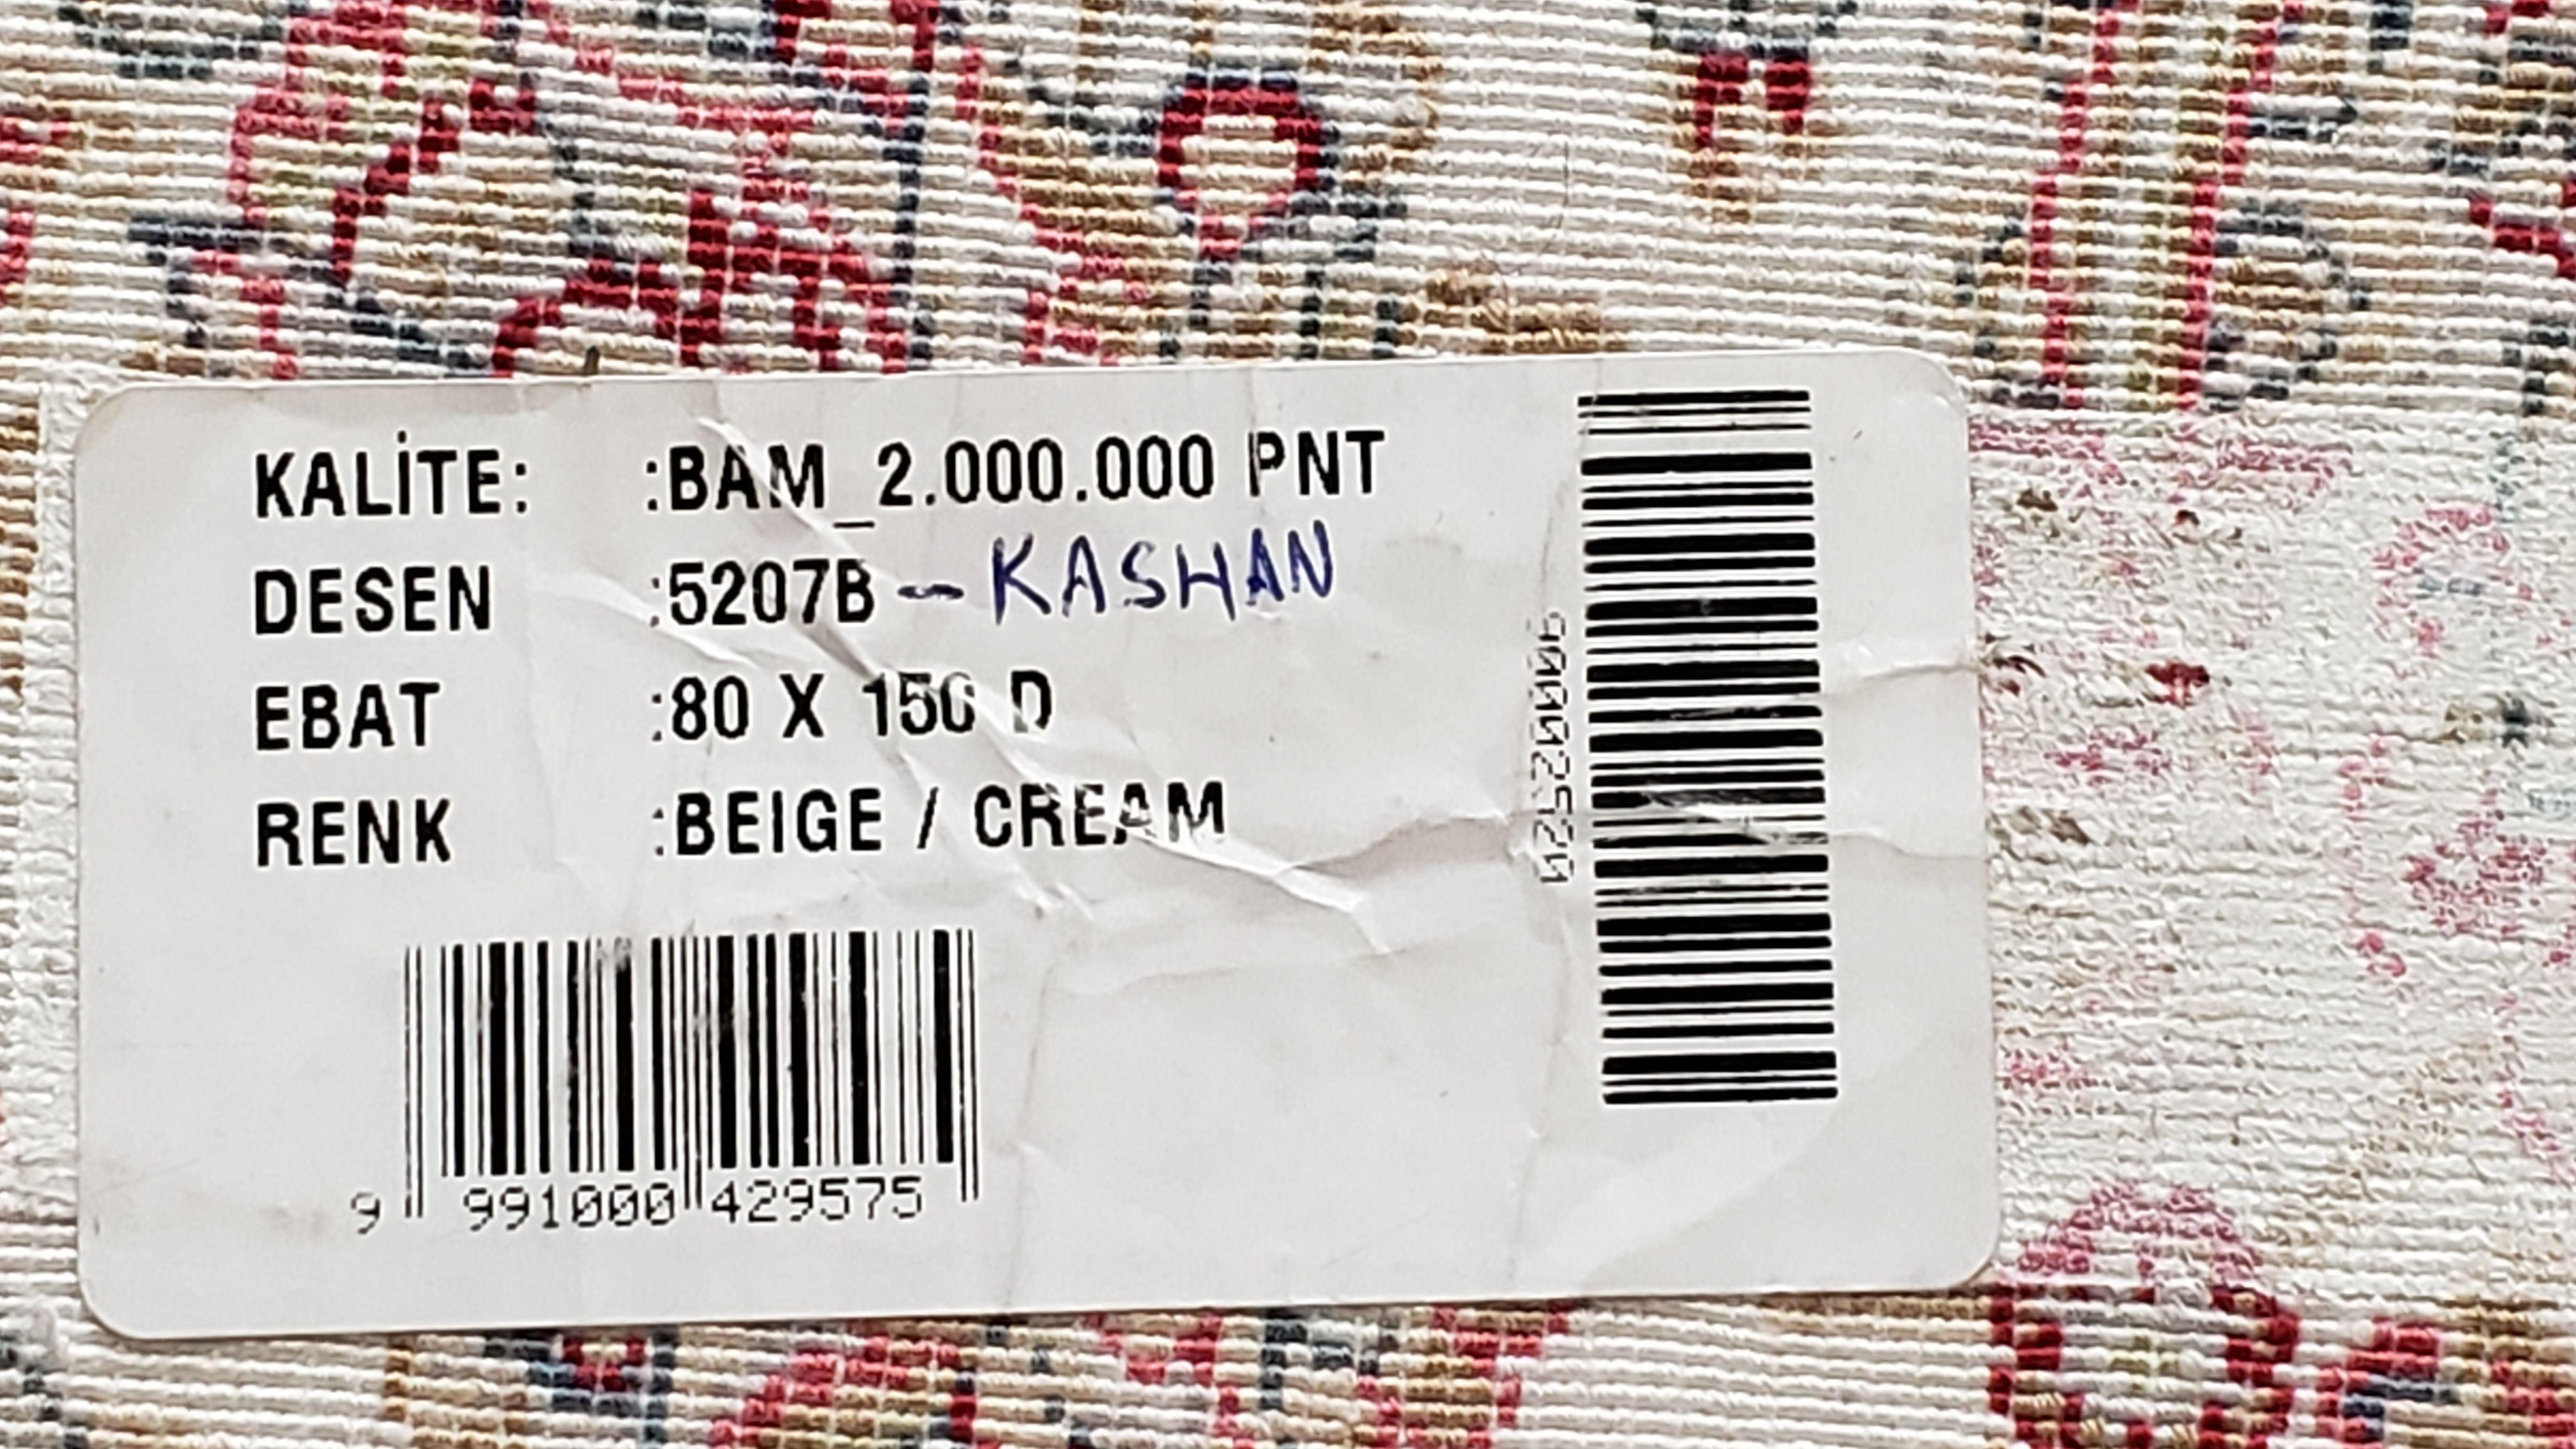 KALİTE: :BAM_2.000.000 PNT
DESEN :5207B - KASHAN
EBAT :80 X 150 D
RENK :BEIGE / CREAM
9 991000 429575